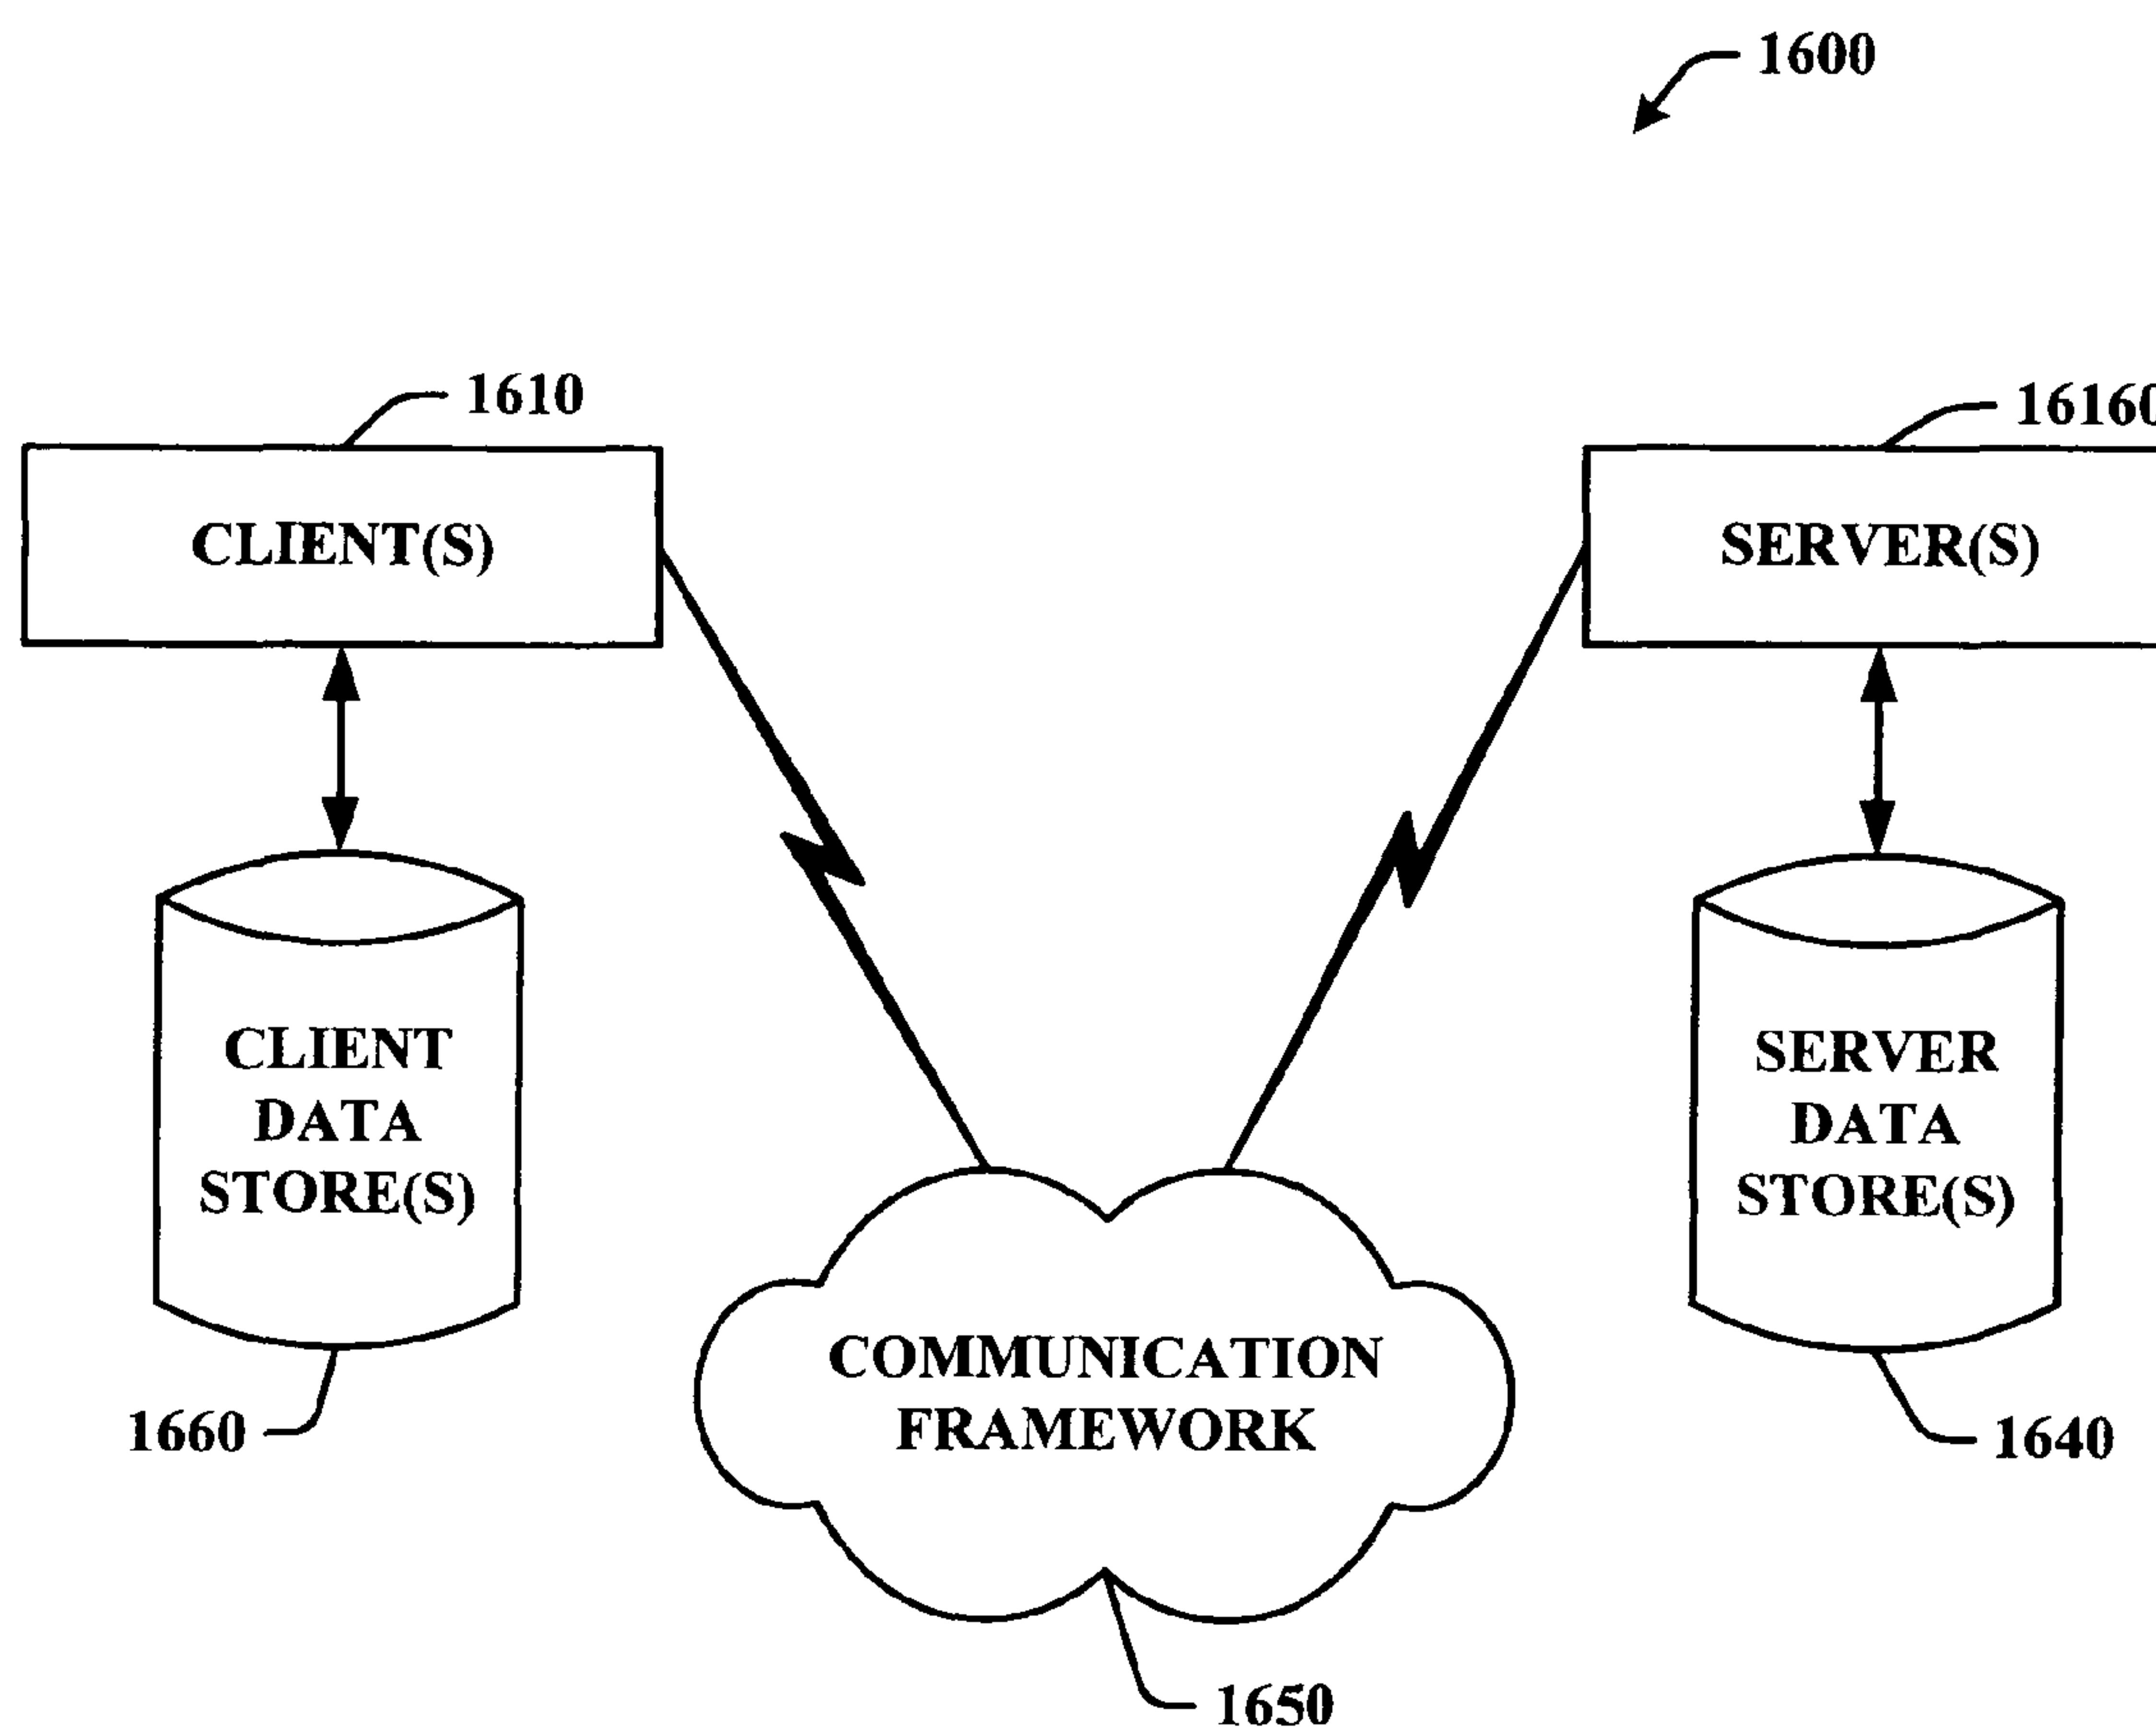 1600
1610
16160
CLIENT(S)
SERVER(S)
CLIENT
DATA
STORE(S)
SERVER
DATA
STORE(S)
COMMUNICATION
FRAMEWORK
1660
1640
1650